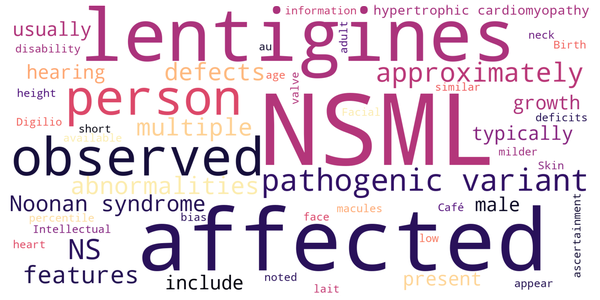 information hypertrophic cardiomyopathy
usually lentigines neck
disability au adult Birth
hearing defects age approximately
height person valve similar
multiple Facial growth deficits
Digilio short NSML typically
available observed milder
abnormalities pathogenic variant Skin
Noonan syndrome macules Café male
percentile bias affected face
Intellectual NS low ascertainment
heart noted present
features include lait appear